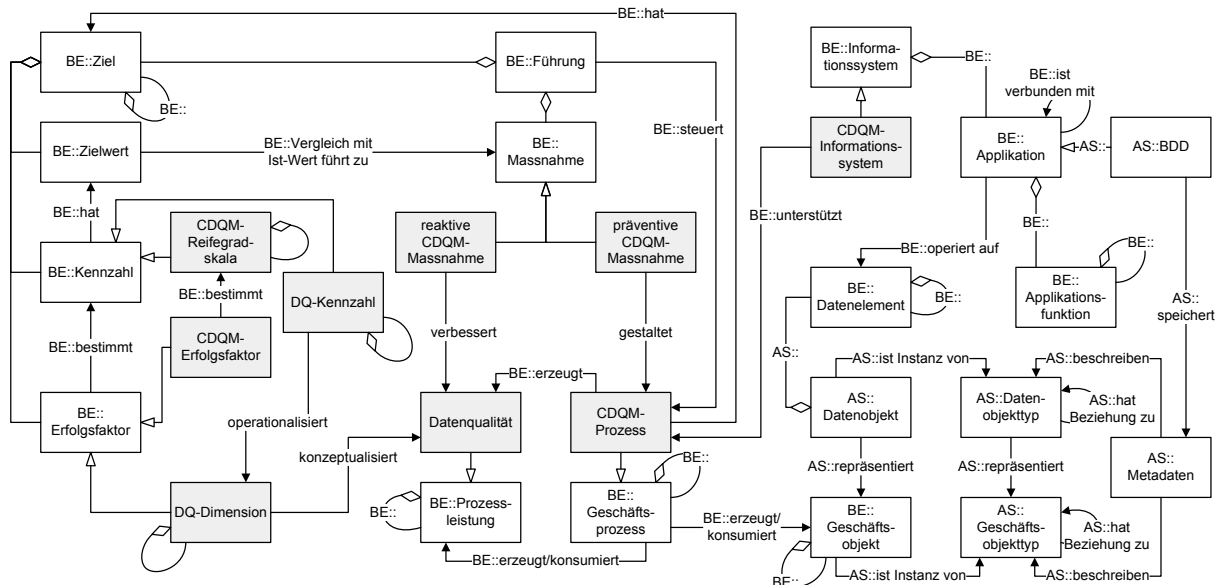 BE::hat
BE::Ziel
BE::
BE::Führung
BE::Informa-
tionssystem
BE::
BE::ist
verbunden mit
BE::steuert
BE::Zielwert
BE::Vergleich mit
Ist-Wert führt zu
BE::
Massnahme
CDQM-
Informations-
system
BE::
Applikation
AS::
AS::BDD
BE::hat
BE::unterstützt
BE::
BE::Kennzahl
CDQM-
Reifegrad-
skala
reaktive
CDQM-
Massnahme
präventive
CDQM-
Massnahme
BE::operiert auf
BE::
BE::bestimmt
DQ-Kennzahl
BE::
Datenelement
BE::
BE::
Applikations-
funktion
AS::
speichert
CDQM-
Erfolgsfaktor
verbessert
gestaltet
BE::bestimmt
AS::
AS::ist Instanz von
AS::beschreiben
BE::erzeugt
BE::
Erfolgsfaktor
operationalisiert
Datenqualität
CDQM-
Prozess
AS::
Datenobjekt
AS::Daten-
objekttyp
AS::hat
Beziehung zu
konzeptualisiert
BE::
AS::repräsentiert
AS::repräsentiert
AS::
Metadaten
DQ-Dimension
BE::
BE::Prozess-
leistung
BE::
Geschäfts-
prozess
BE::erzeugt/
konsumiert
BE::
Geschäfts-
objekt
AS::
Geschäfts-
objekttyp
AS::hat
Beziehung zu
BE::erzeugt/konsumiert
BE::
AS::ist Instanz von
AS::beschreiben